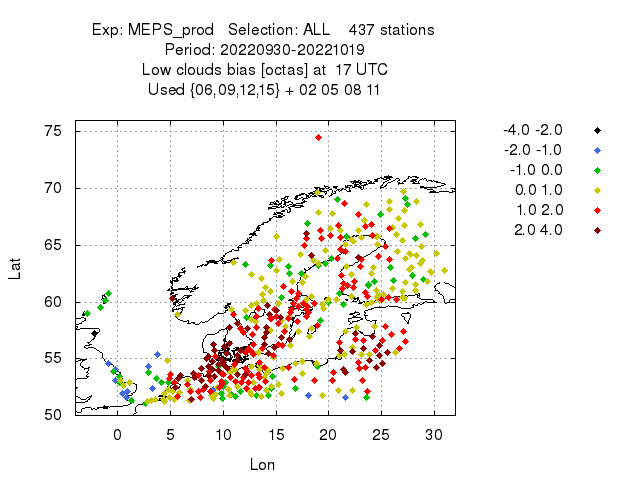 Exp: MEPS_prod Selection: ALL 437 stations
Period: 20220930-20221019
Low clouds bias [octas] at 17 UTC
Used {06,09,12,15} + 02 05 08 11
-4.0 -2.0
-2.0 -1.0
-1.0 0.0
0.0 1.0
1.0 2.0
2.0 4.0
75
70
65
60
55
50
Lat
0 5 10 15 20 25 30
Lon